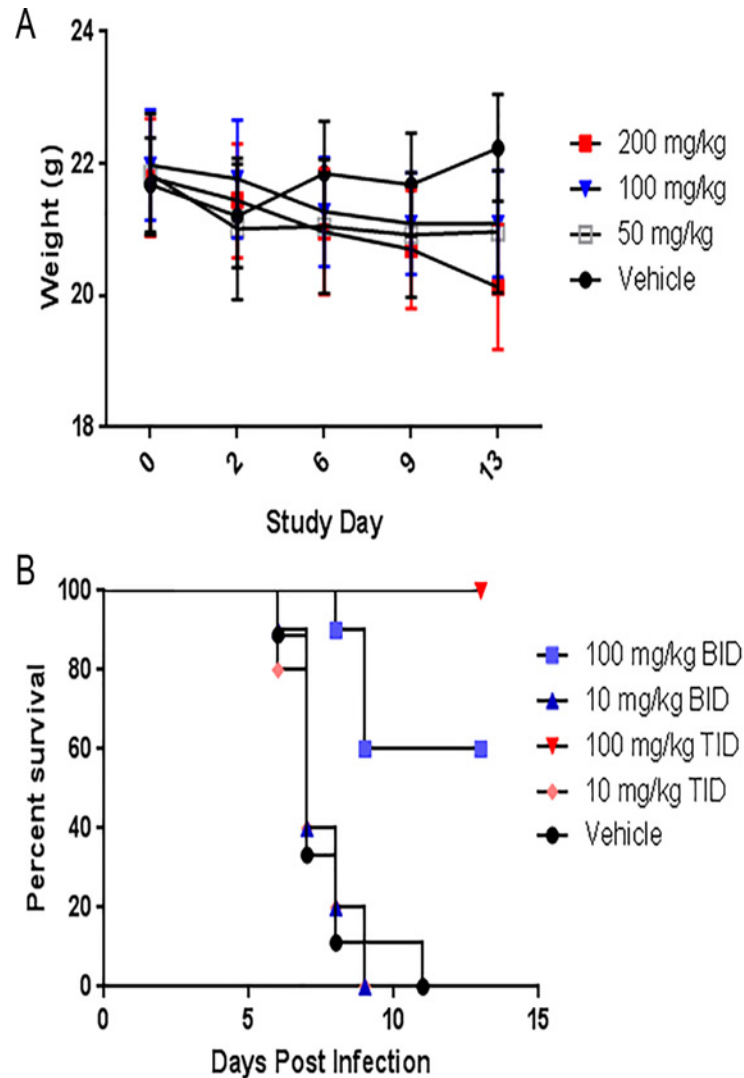 A
24
22
20
18
Weight (g)
0 2 6 9 13
Study Day
200 mg/kg
100 mg/kg
50 mg/kg
Vehicle
B
100
80
60
40
20
0
Percent survival
0 5 10 15
Days Post Infection
100 mg/kg BID
10 mg/kg BID
100 mg/kg TID
10 mg/kg TID
Vehicle